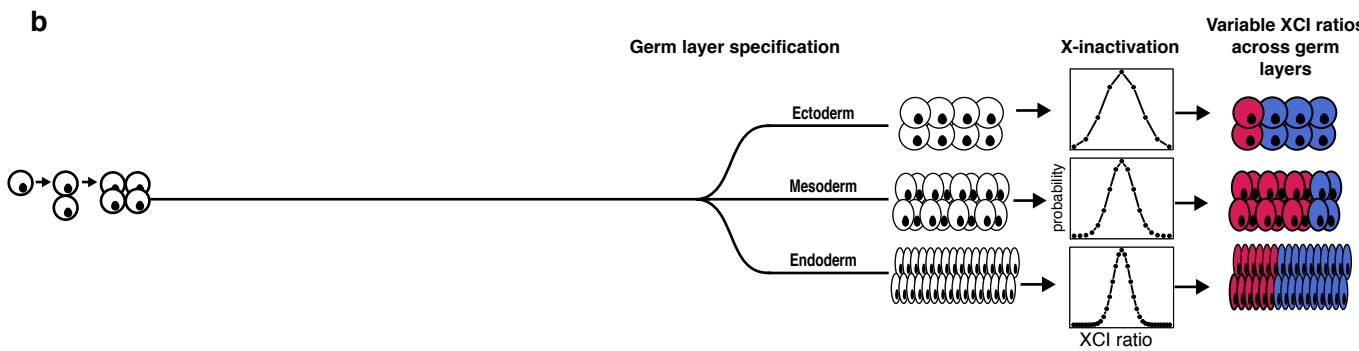 b
Germ layer specification
X-inactivation
Variable XCI ratios
across germ
layers
Ectoderm
Mesoderm
Endoderm
probability
XCI ratio